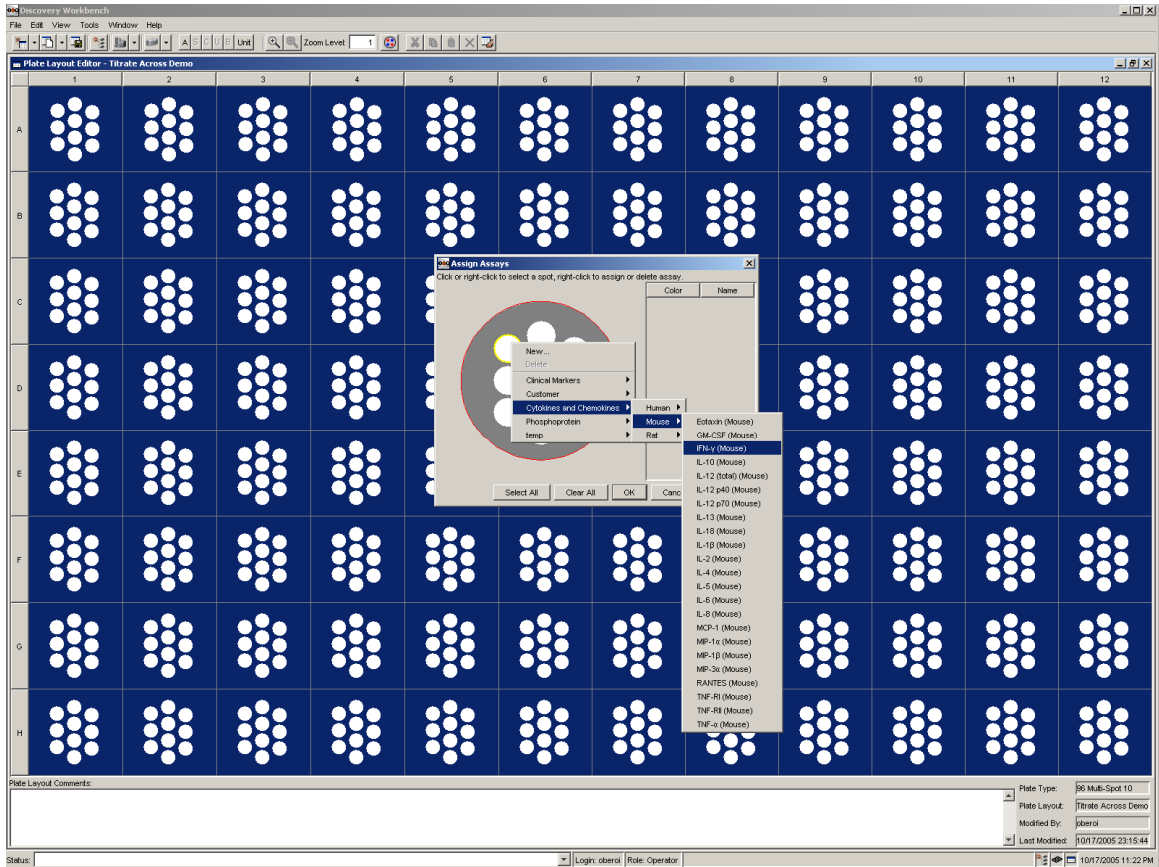 Discovery Workbench
File Edit View Tools Window Help
A S C U B Unit Zoom Level: 1
Plate Layout Editor - Titrate Across Demo
1 2 3 4 5 6 7 8 9 10 11 12
A
B
C
D
E
F
G
H
Assign Assays
Click or right-click to select a spot, right-click to assign or delete assay.
Color Name
New...
Delete
Clinical Markers
Customer
Cytokines and Chemokines
Phosphoprotein
temp
Human
Mouse
Rat
Eotaxin (Mouse)
GM-CSF (Mouse)
IFN-γ (Mouse)
IL-10 (Mouse)
IL-12 (total) (Mouse)
IL-12 p40 (Mouse)
IL-12 p70 (Mouse)
IL-13 (Mouse)
IL-18 (Mouse)
IL-1β (Mouse)
IL-2 (Mouse)
IL-4 (Mouse)
IL-5 (Mouse)
IL-6 (Mouse)
IL-8 (Mouse)
MCP-1 (Mouse)
MIP-1α (Mouse)
MIP-1β (Mouse)
MIP-3α (Mouse)
RANTES (Mouse)
TNF-RI (Mouse)
TNF-RII (Mouse)
TNF-α (Mouse)
Select All Clear All OK Canc
Plate Layout Comments:
Plate Type: 96 Multi-Spot 10
Plate Layout: Titrate Across Demo
Modified By: oberoi
Last Modified: 10/17/2005 23:15:44
Status: Login: oberoi Role: Operator 10/17/2005 11:22 PM